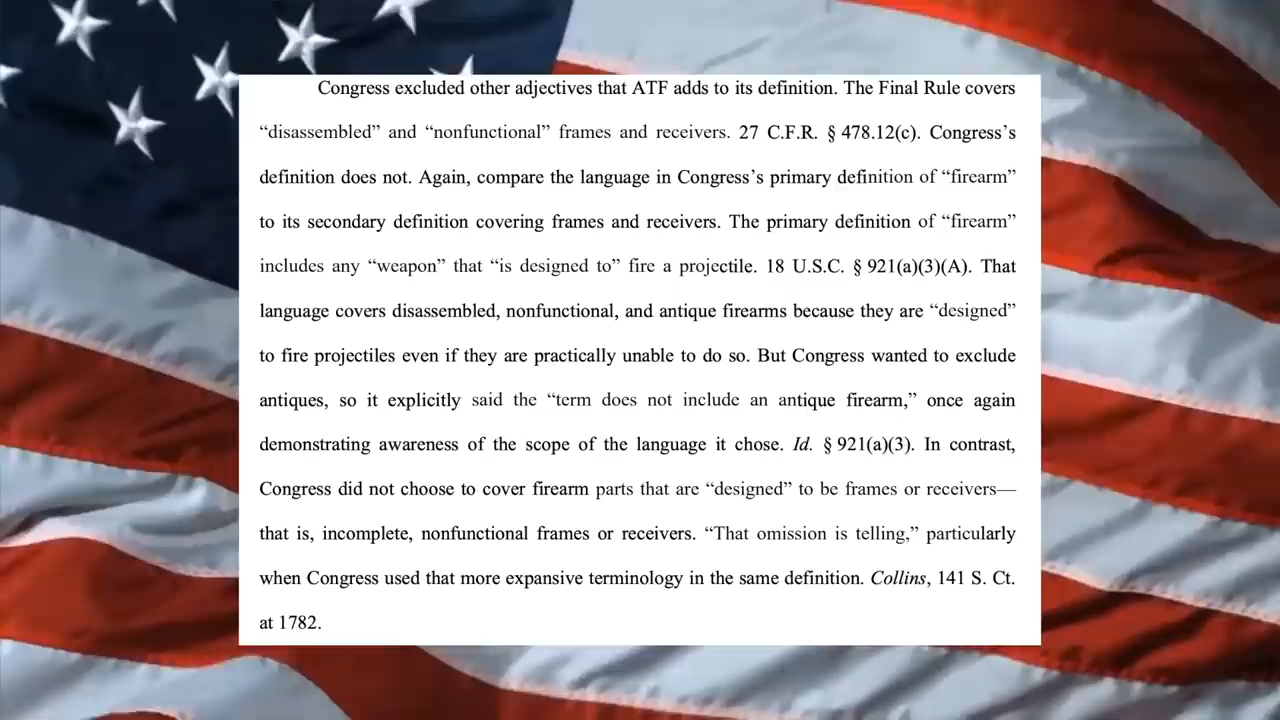 Congress excluded other adjectives that ATF adds to its definition. The Final Rule covers
“disassembled” and “nonfunctional” frames and receivers. 27 C.F.R. § 478.12(c). Congress’s
definition does not. Again, compare the language in Congress’s primary definition of “firearm”
to its secondary definition covering frames and receivers. The primary definition of “firearm”
includes any “weapon” that “is designed to” fire a projectile. 18 U.S.C. § 921(a)(3)(A). That
language covers disassembled, nonfunctional, and antique firearms because they are “designed”
to fire projectiles even if they are practically unable to do so. But Congress wanted to exclude
antiques, so it explicitly said the “term does not include an antique firearm,” once again
demonstrating awareness of the scope of the language it chose. Id. § 921(a)(3). In contrast,
Congress did not choose to cover firearm parts that are “designed” to be frames or receivers—
that is, incomplete, nonfunctional frames or receivers. “That omission is telling,” particularly
when Congress used that more expansive terminology in the same definition. Collins, 141 S. Ct.
at 1782.